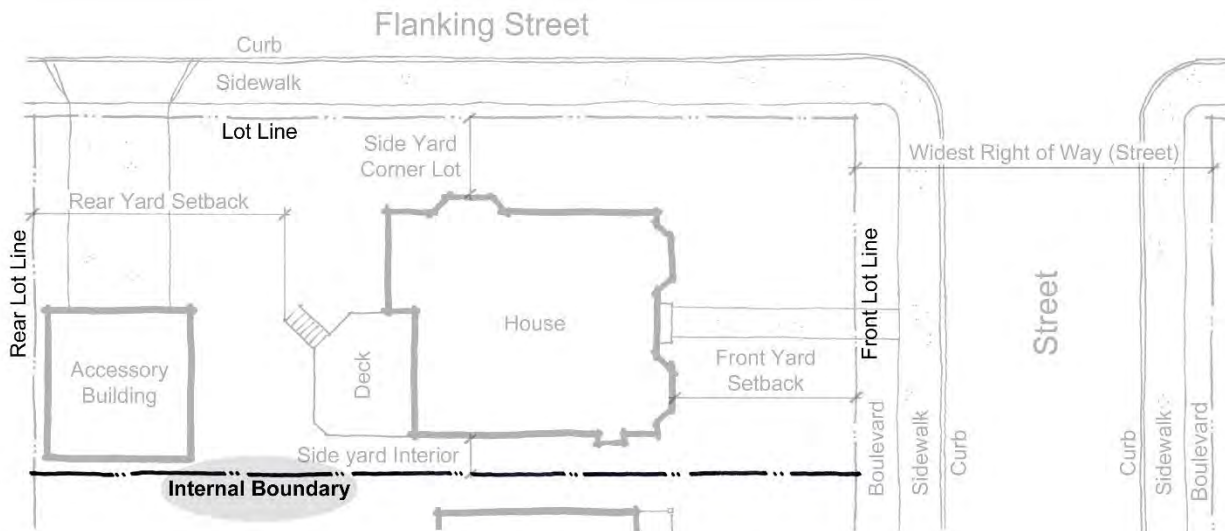 Flanking Street
Curb
Sidewalk
Lot Line
Side Yard
Corner Lot
Widest Right of Way (Street)
Rear Yard Setback
Rear Lot Line
Front Lot Line
Street
House
Accessory
Building
Deck
Front Yard
Setback
Side yard Interior
Internal Boundary
Boulevard
Sidewalk
Curb
Curb
Sidewalk
Boulevard